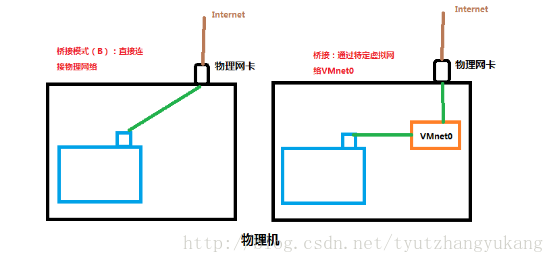 Internet
桥接模式（B）：直接连
接物理网络
物理网卡
Internet
桥接：通过特定虚拟网
络VMnet0
物理网卡
VMnet0
物理机
http://blog.csdn.net/tyutzhangyukang